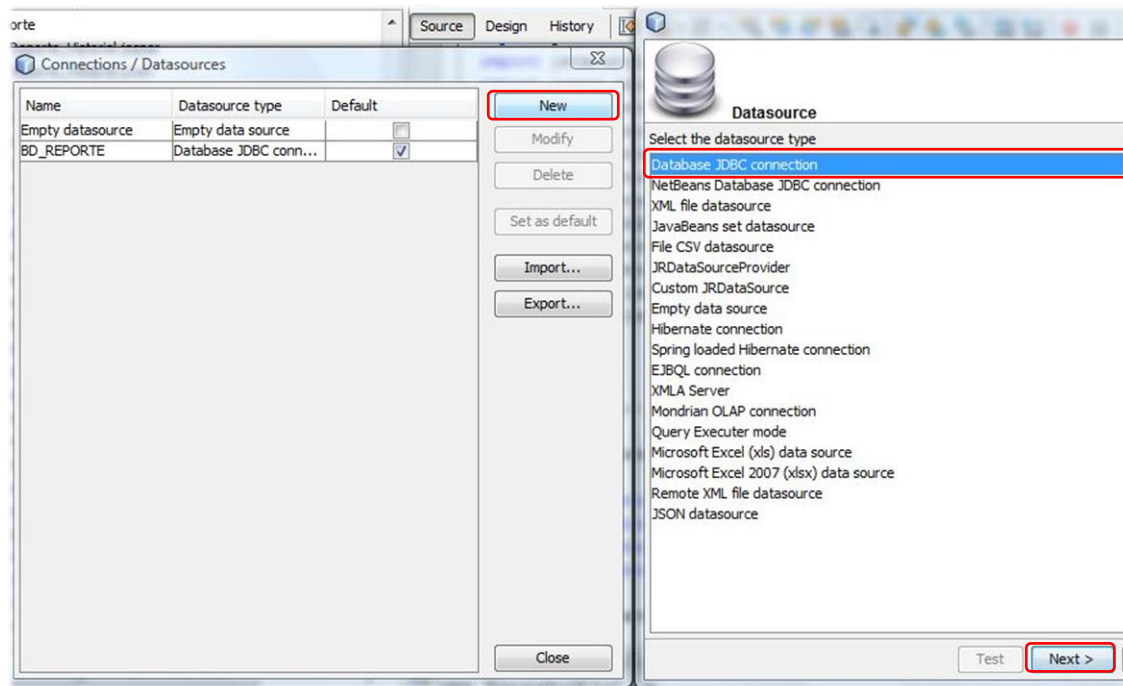 orte
Source Design History
Connections / Datasources
Name Datasource type Default
Empty datasource Empty data source
BD_REPORTE Database JDBC conn...
New
Modify
Delete
Set as default
Import...
Export...
Close
Datasource
Select the datasource type
Database JDBC connection
NetBeans Database JDBC connection
XML file datasource
JavaBeans set datasource
File CSV datasource
JRDataSourceProvider
Custom JRDataSource
Empty data source
Hibernate connection
Spring loaded Hibernate connection
EJBQL connection
XMLA Server
Mondrian OLAP connection
Query Executer mode
Microsoft Excel (xls) data source
Microsoft Excel 2007 (xlsx) data source
Remote XML file datasource
JSON datasource
Test Next >